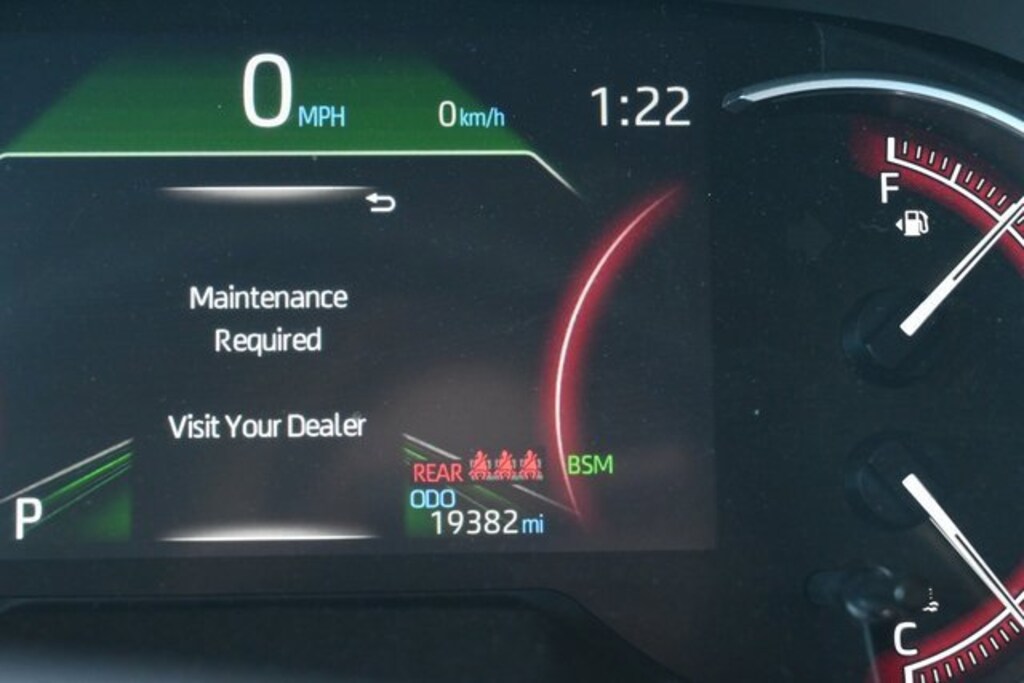 0 MPH 0 km/h 1:22
F
Maintenance
Required
Visit Your Dealer
REAR BSM
ODO
P 19382 mi
C